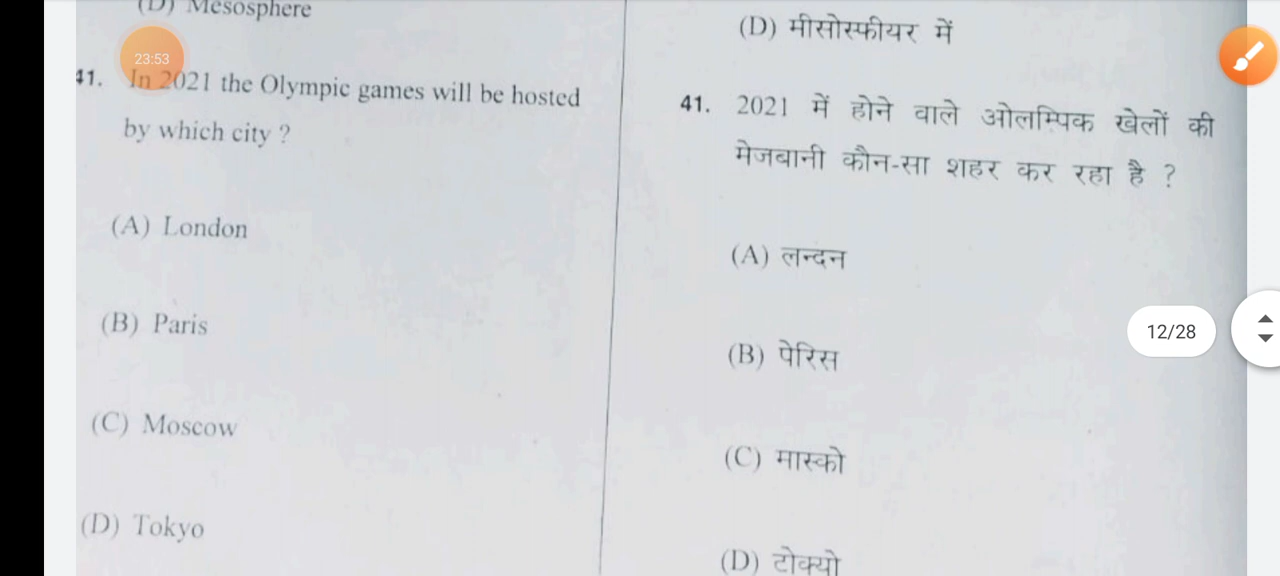 (D) Mesosphere
23:53
41. In 2021 the Olympic games will be hosted
by which city ?
(A) London
(B) Paris
(C) Moscow
(D) Tokyo
(D) मीसोस्फीयर में
41. 2021 में होने वाले ओलम्पिक खेलों की
मेजबानी कौन-सा शहर कर रहा है ?
(A) लन्दन
(B) पेरिस
(C) मास्को
(D) टोक्यो
12/28